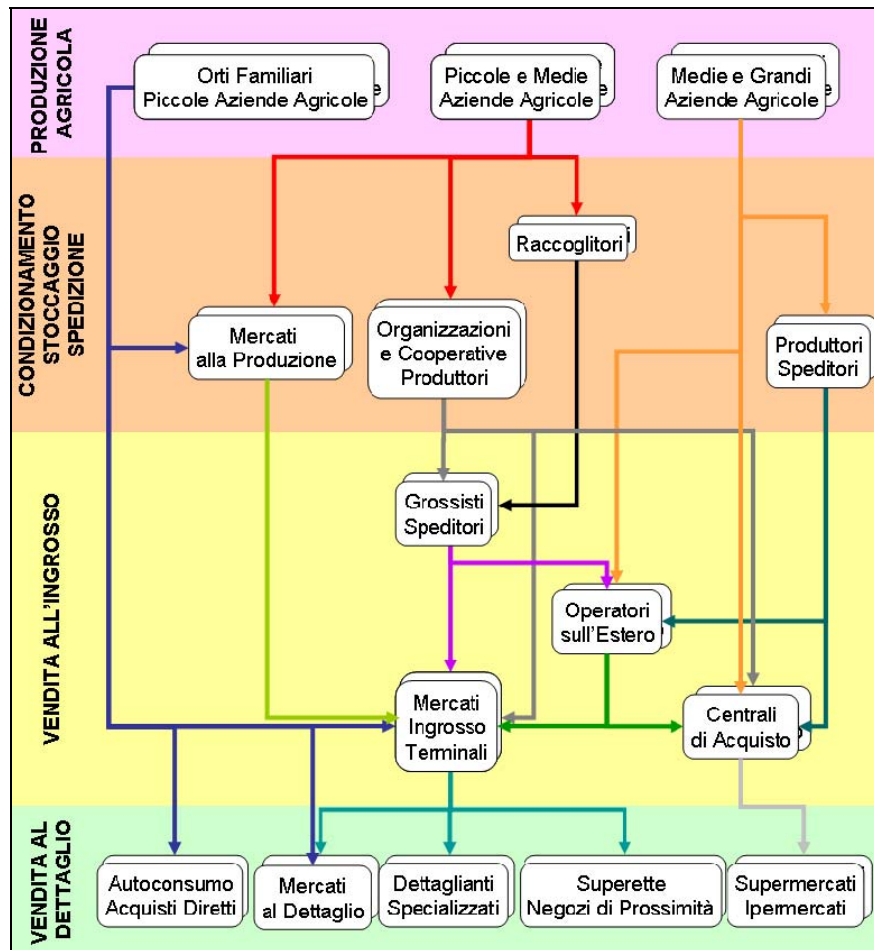 PRODUZIONE
AGRICOLA
Orti Familiari
Piccole Aziende Agricole
Piccole e Medie
Aziende Agricole
Medie e Grandi
Aziende Agricole
CONDIZIONAMENTO
STOCCAGGIO
SPEDIZIONE
Raccoglitori
Mercati
alla Produzione
Organizzazioni
e Cooperative
Produttori
Produttori
Speditori
VENDITA ALL'INGROSSO
Grossisti
Speditori
Operatori
sull'Estero
Mercati
Ingrosso
Terminali
Centrali
di Acquisto
VENDITA AL
DETTAGLIO
Autoconsumo
Acquisti Diretti
Mercati
al Dettaglio
Dettaglianti
Specializzati
Superette
Negozi di Prossimità
Supermercati
Ipermercati